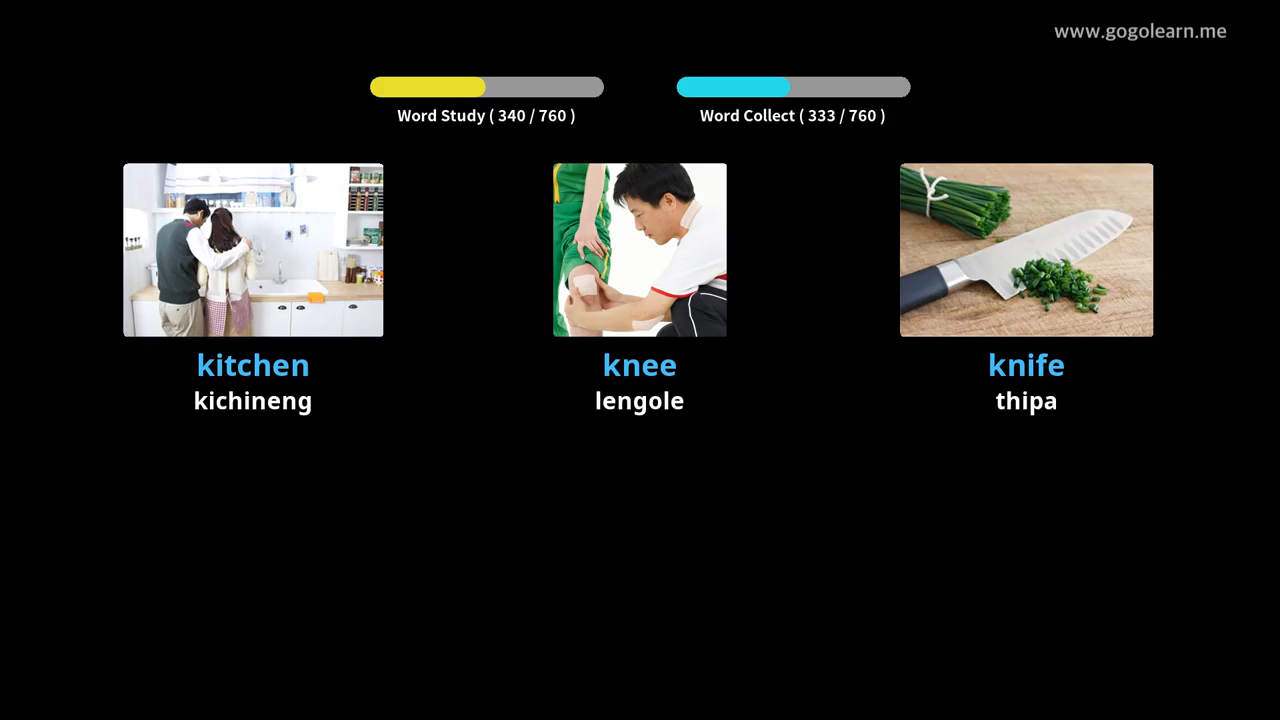 www.gogolearn.me
Word Study ( 340 / 760 )
Word Collect ( 333 / 760 )
kitchen
kichineng
knee
lengole
knife
thipa